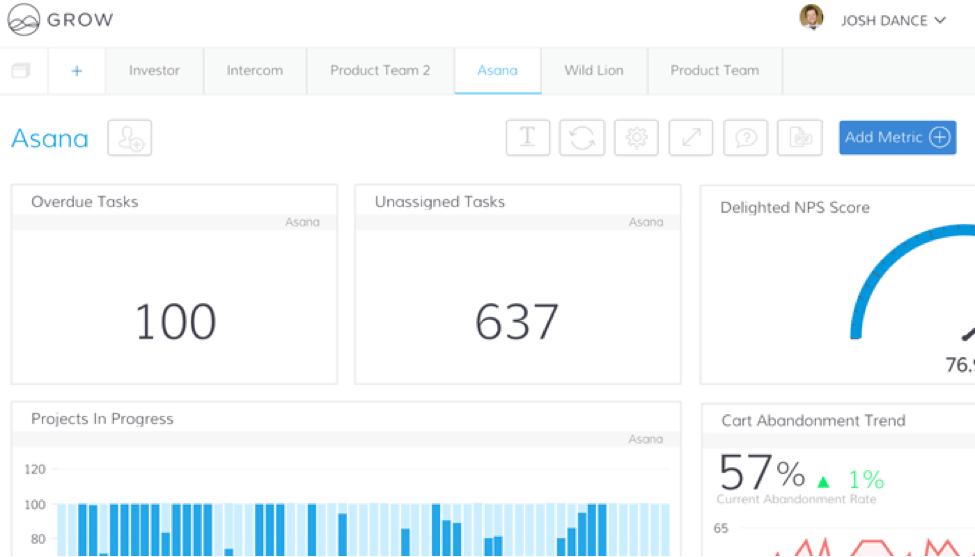 GROW
JOSH DANCE
+
Investor
Intercom
Product Team 2
Asana
Wild Lion
Product Team
Asana
T
?
Add Metric
Overdue Tasks
Asana
100
Unassigned Tasks
Asana
637
Delighted NPS Score
76.9
Projects In Progress
Asana
120
100
80
Cart Abandonment Trend
57% ▲ 1%
Current Abandonment Rate
65